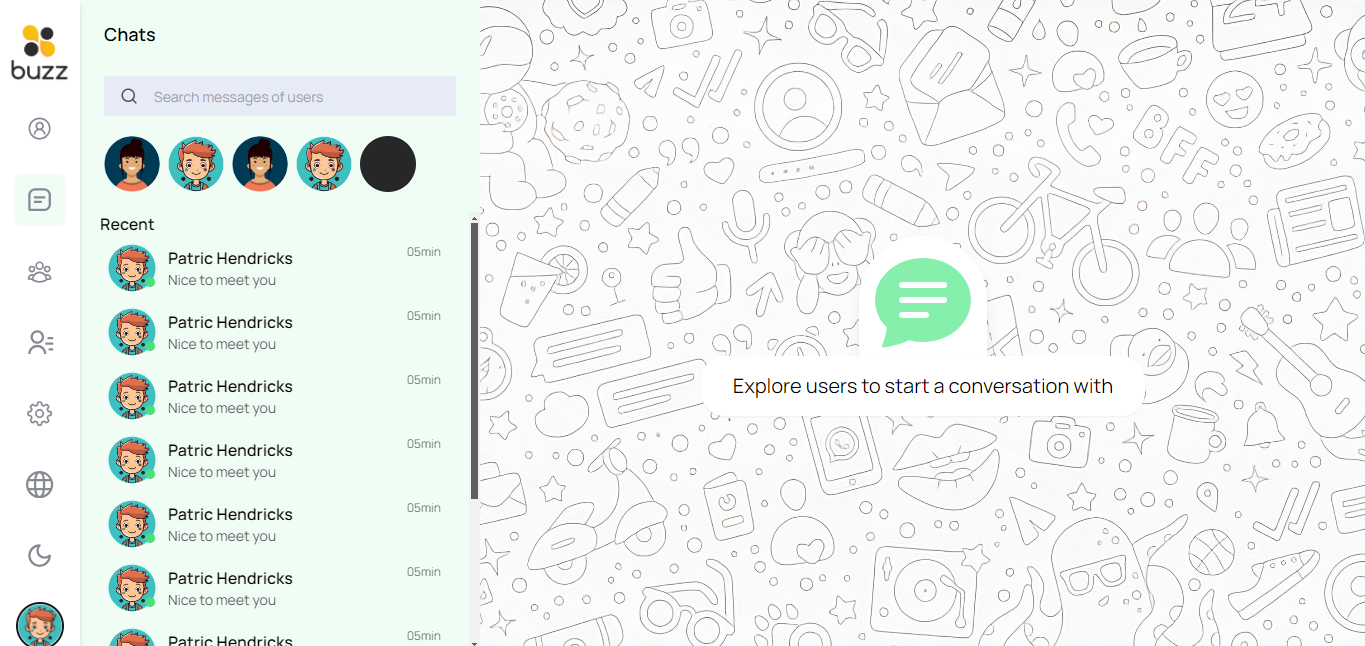 buzz
Chats
Search messages of users
Recent
Patric Hendricks 05min
Nice to meet you
Patric Hendricks 05min
Nice to meet you
Patric Hendricks 05min
Nice to meet you
Patric Hendricks 05min
Nice to meet you
Patric Hendricks 05min
Nice to meet you
Patric Hendricks 05min
Nice to meet you
Patric Hendricks 05min
BFF
Explore users to start a conversation with